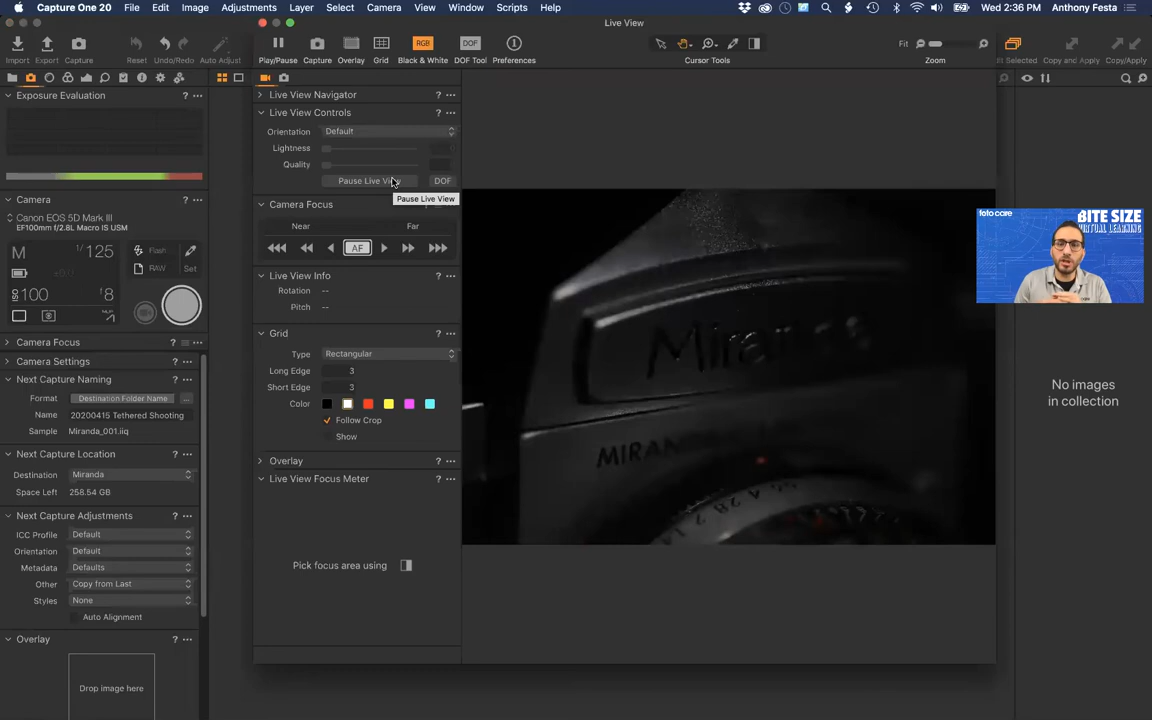 Capture One 20 File Edit Image Adjustments Layer Select Camera View Window Scripts Help Wed 2:36 PM Anthony Festa
Live View
Import Export Capture Reset Undo/Redo Auto Adjust
Play/Pause Capture Overlay Grid RGB Black & White DOF DOF Tool Preferences Cursor Tools Fit Zoom Copy and Apply Copy/Apply
Exposure Evaluation ? ...
Live View Navigator ? ...
Live View Controls ? ...
Orientation Default
Lightness
Quality
Pause Live View DOF
Pause Live View
Camera ? ...
Canon EOS 5D Mark III
EF100mm f/2.8L Macro IS USM
M 1/125 Flash
RAW Set
ISO 100 f 8
Camera Focus ? ...
Near Far
AF
Live View Info ? ...
Rotation --
Pitch --
Grid ? ...
Type Rectangular
Long Edge 3
Short Edge 3
Color
Follow Crop
Show
Overlay ? ...
Live View Focus Meter ? ...
Pick focus area using
Camera Focus ?
Camera Settings ? ...
Next Capture Naming ? ...
Format Destination Folder Name ...
Name 20200415 Tethered Shooting
Sample Miranda_001.iiq
Next Capture Location ? ...
Destination Miranda
Space Left 258.54 GB
Next Capture Adjustments ? ...
ICC Profile Default
Orientation Default
Metadata Defaults
Other Copy from Last
Styles None
Auto Alignment
Overlay ? ...
Drop image here
Miranda
foto care
BITE SIZE
VIRTUAL LEARNING
No images
in collection